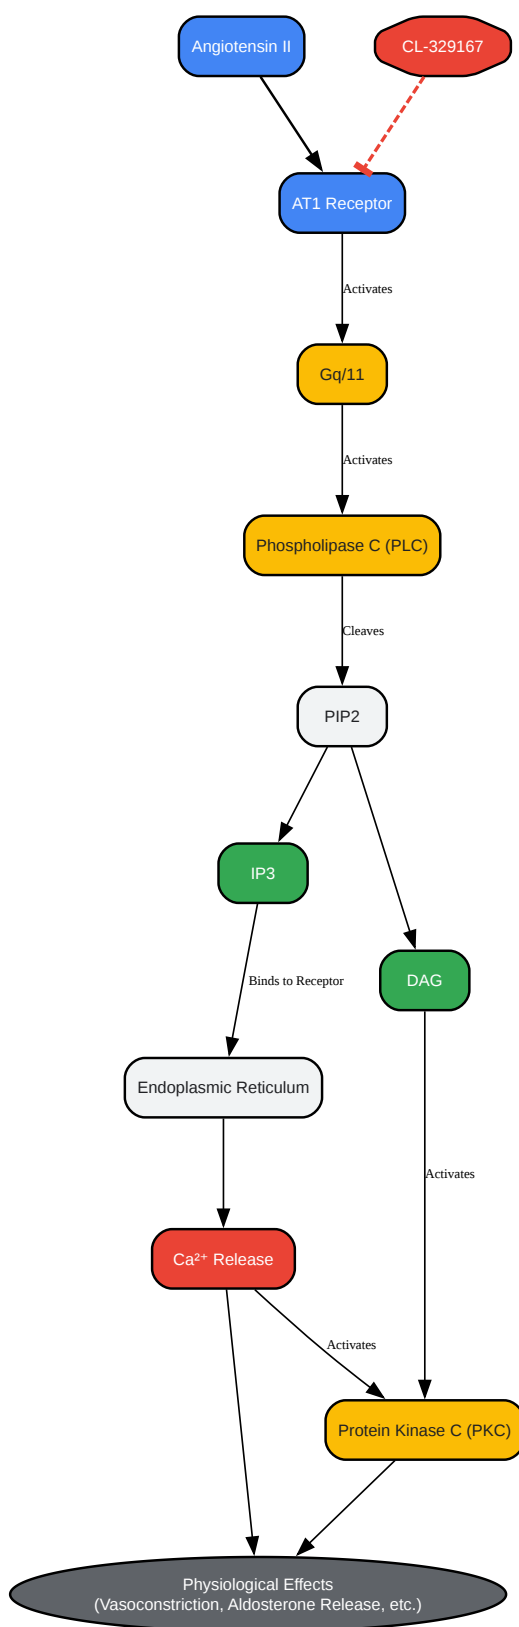 Angiotensin II
CL-329167
AT1 Receptor
Activates
Gq/11
Activates
Phospholipase C (PLC)
Cleaves
PIP2
IP3
DAG
Binds to Receptor
Endoplasmic Reticulum
Activates
Ca²⁺ Release
Activates
Protein Kinase C (PKC)
Physiological Effects
(Vasoconstriction, Aldosterone Release, etc.)